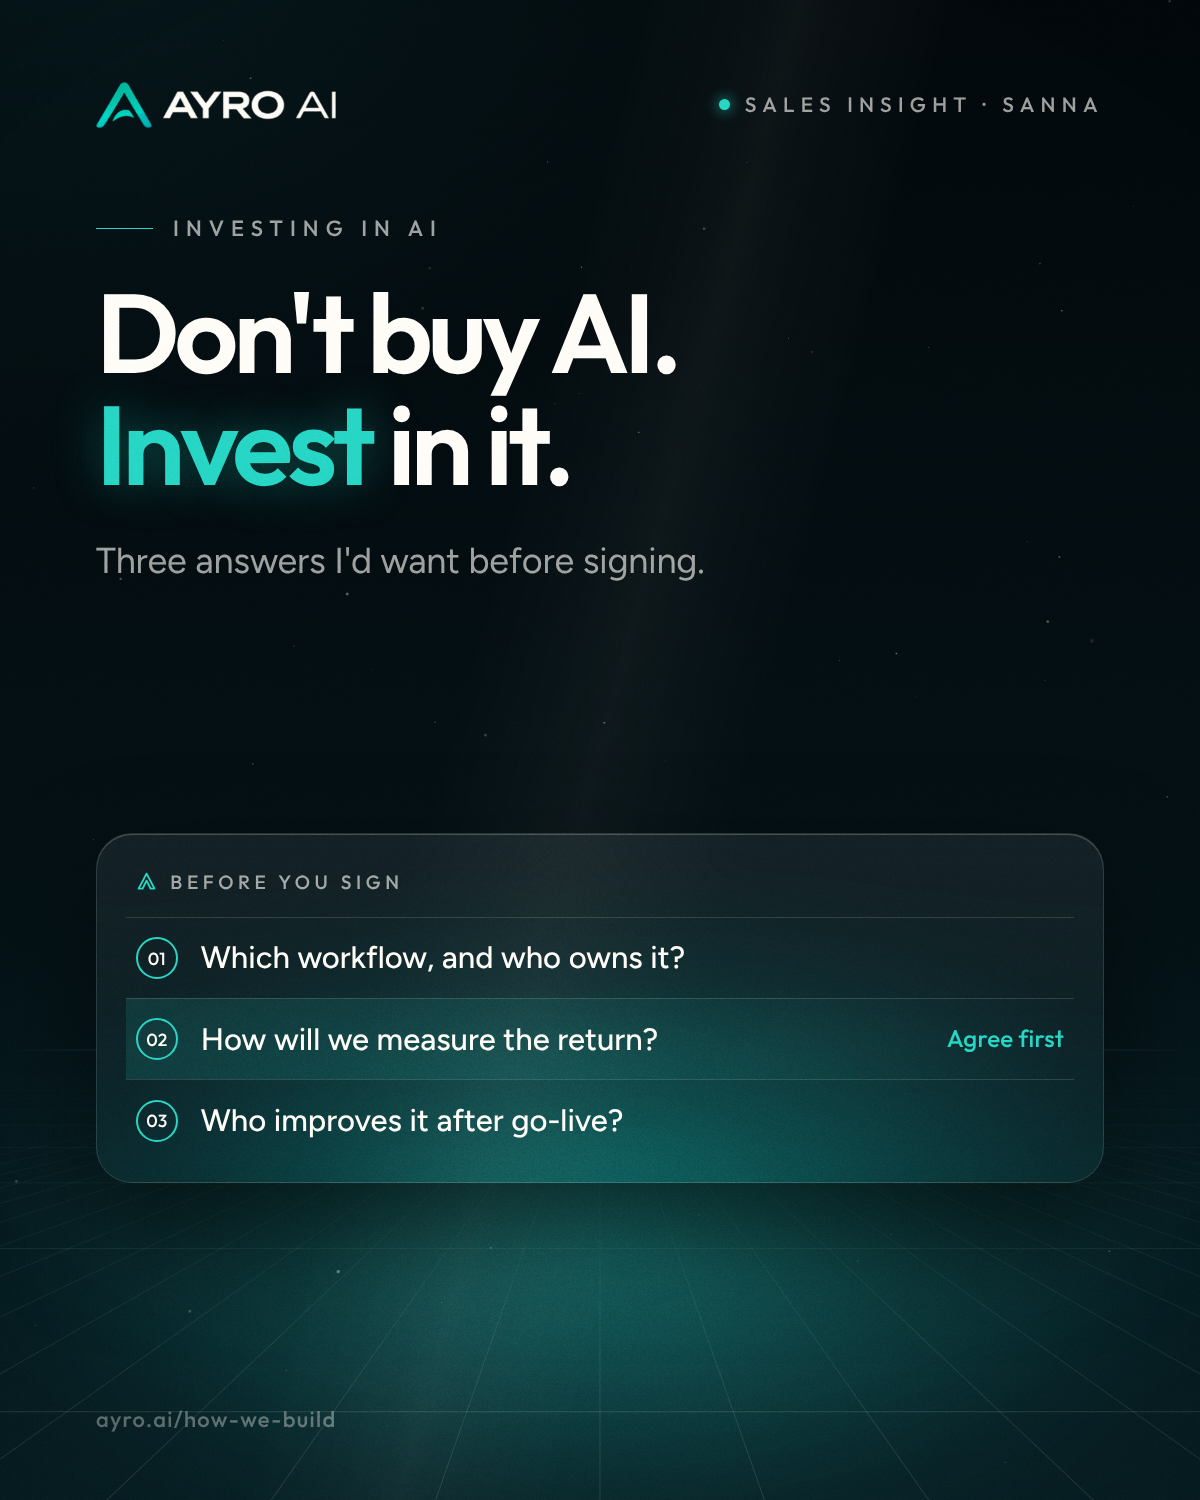 AYRO AI
SALES INSIGHT · SANNA
INVESTING IN AI
Don't buy AI.
Invest in it.
Three answers I'd want before signing.
BEFORE YOU SIGN
01 Which workflow, and who owns it?
02 How will we measure the return? Agree first
03 Who improves it after go-live?
ayro.ai/how-we-build